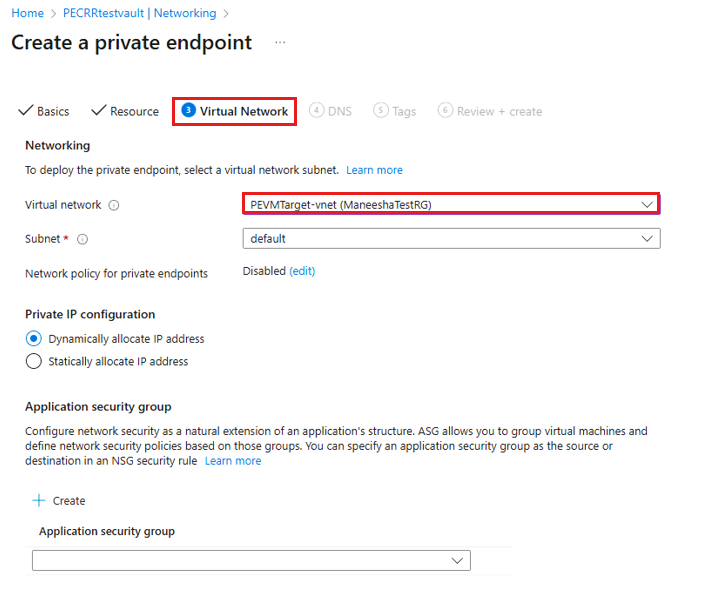 Home > PECRRtestvault | Networking >
Create a private endpoint ...
Basics Resource 3 Virtual Network 4 DNS 5 Tags 6 Review + create
Networking
To deploy the private endpoint, select a virtual network subnet. Learn more
Virtual network PEVMTarget-vnet (ManeeshaTestRG)
Subnet * default
Network policy for private endpoints Disabled (edit)
Private IP configuration
Dynamically allocate IP address
Statically allocate IP address
Application security group
Configure network security as a natural extension of an application's structure. ASG allows you to group virtual machines and
define network security policies based on those groups. You can specify an application security group as the source or
destination in an NSG security rule Learn more
+ Create
Application security group